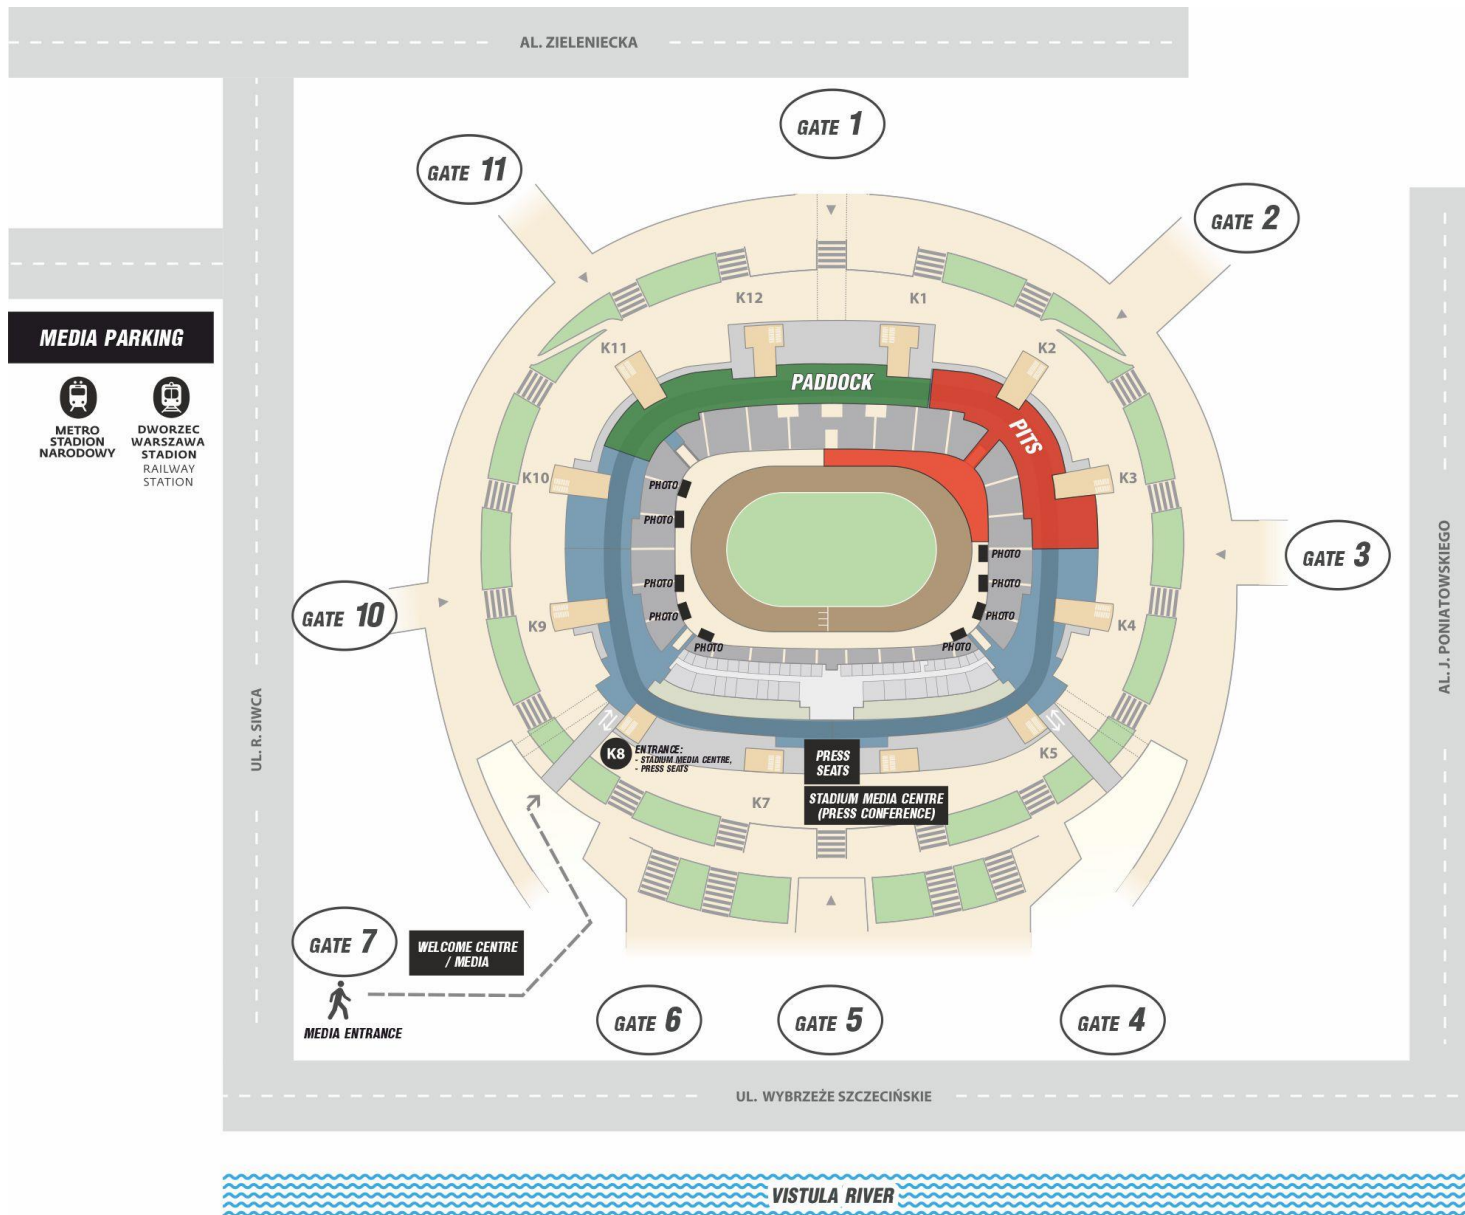 AL. ZIELENIECKA
GATE 1
GATE 11
GATE 2
K12
K1
MEDIA PARKING
K11
K2
PADDOCK
METRO
STADION
NARODOWY
DWORZEC
WARSZAWA
STADION
RAILWAY
STATION
PITS
K10
PHOTO
K3
PHOTO
PHOTO
GATE 3
PHOTO
PHOTO
GATE 10
PHOTO
PHOTO
K9
K4
PHOTO
PHOTO
AL. J. PONIATOWSKIEGO
UL. R. SIWCA
K8
ENTRANCE:
- STADIUM MEDIA CENTRE,
- PRESS SEATS
PRESS
SEATS
K5
K7
STADIUM MEDIA CENTRE
(PRESS CONFERENCE)
GATE 7
WELCOME CENTRE
/ MEDIA
MEDIA ENTRANCE
GATE 6
GATE 5
GATE 4
UL. WYBRZEŻE SZCZECIŃSKIE
VISTULA RIVER